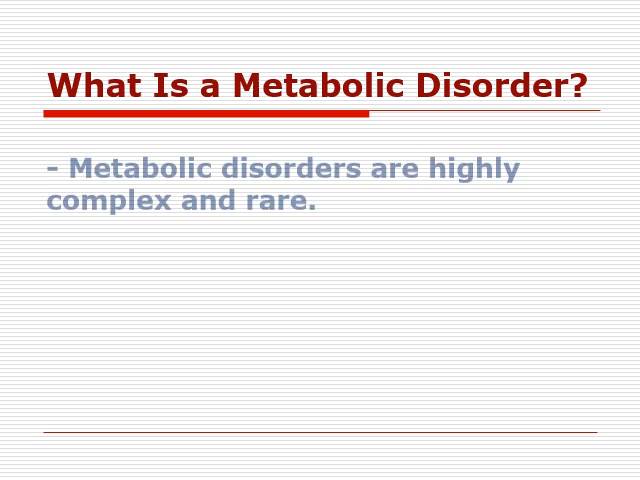 What Is a Metabolic Disorder?
- Metabolic disorders are highly
complex and rare.